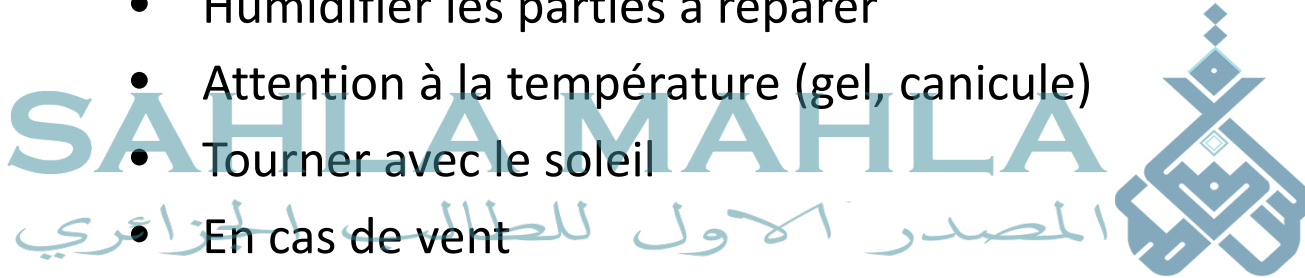 • Humidifier les parties à réparer
• Attention à la température (gel, canicule)
SAHLA MAHLA
• Tourner avec le soleil
المصدر الاول للطالب الجزائري
• En cas de vent